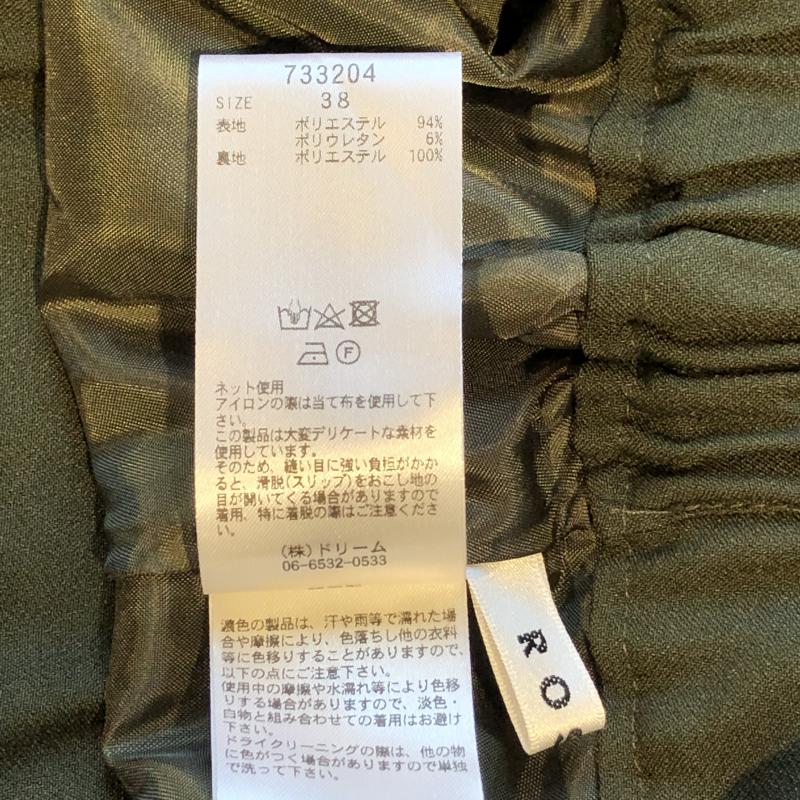 733204
SIZE 38
表地 ポリエステル 94%
ポリウレタン 6%
裏地 ポリエステル 100%
F
ネット使用
アイロンの際は当て布を使用して下
さい。
この製品は大変デリケートな素材を
使用しています。
そのため、縫い目に強い負担がかか
ると、滑脱(スリップ)をおこし地の
目が開いてくる場合がありますので
着用、特に着脱の際はご注意くださ
い。
(株)ドリーム
06-6532-0533
濃色の製品は、汗や雨等で濡れた場
合や摩擦により、色落ちし他の衣料
等に色移りすることがありますので、
以下の点にご注意下さい。
使用中の摩擦や水濡れ等により色移
りする場合がありますので、淡色・
白物と組み合わせての着用はお避け
下さい。
ドライクリーニングの際は、他の物
に色がつく場合がありますので単独
で洗って下さい。
R O